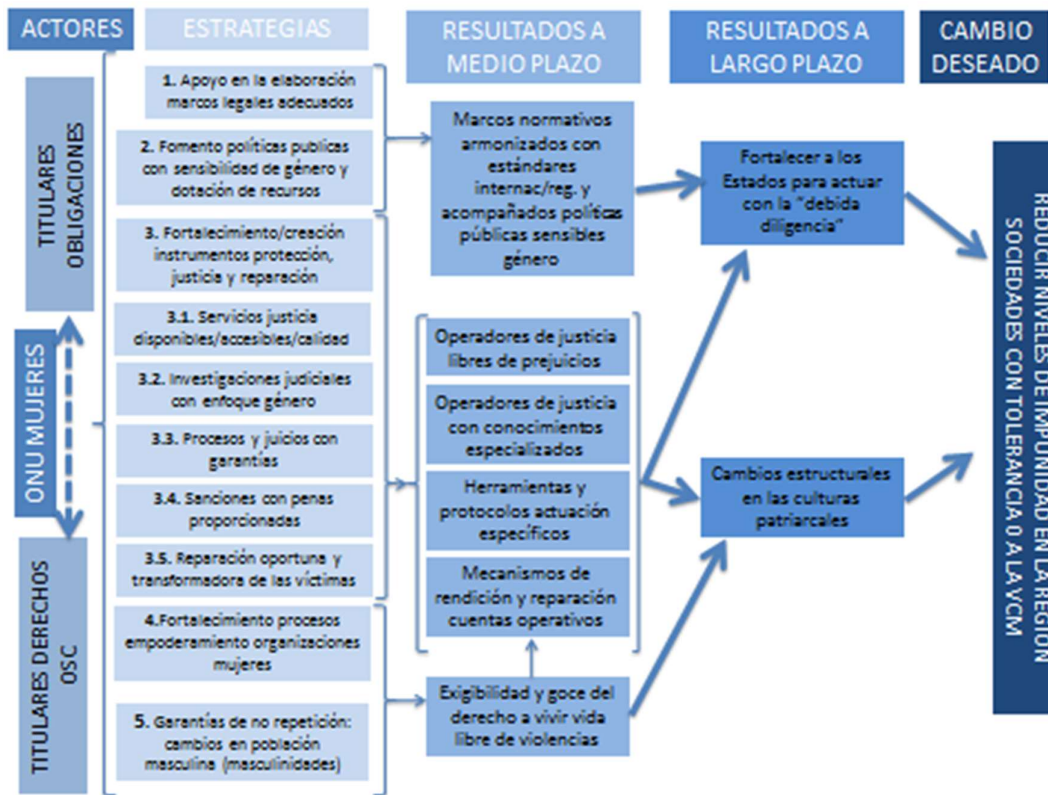 ACTORES
ESTRATEGIAS
RESULTADOS A
MEDIO PLAZO
RESULTADOS A
LARGO PLAZO
CAMBIO
DESEADO
TITULARES
OBLIGACIONES
ONU MUJERES
TITULARES DERECHOS
OSC
1. Apoyo en la elaboración
marcos legales adecuados
2. Fomento políticas publicas
con sensibilidad de género y
dotación de recursos
3. Fortalecimiento/creación
instrumentos protección,
justicia y reparación
3.1. Servicios justicia
disponibles/accesibles/calidad
3.2. Investigaciones judiciales
con enfoque género
3.3. Procesos y juicios con
garantías
3.4. Sanciones con penas
proporcionadas
3.5. Reparación oportuna y
transformadora de las víctimas
4.Fortalecimiento procesos
empoderamiento organizaciones
mujeres
5. Garantías de no repetición:
cambios en población
masculina (masculinidades)
Marcos normativos
armonizados con
estándares
internac/reg. y
acompañados políticas
públicas sensibles
género
Operadores de justicia
libres de prejuicios
Operadores de justicia
con conocimientos
especializados
Herramientas y
protocolos actuación
específicos
Mecanismos de
rendición y reparación
cuentas operativos
Exigibilidad y goce del
derecho a vivir vida
libre de violencias
Fortalecer a los
Estados para actuar
con la "debida
diligencia"
Cambios estructurales
en las culturas
patriarcales
REDUCIR NIVELES DE IMPUNIDAD EN LA REGION
SOCIEDADES CON TOLERANCIA 0 A LA VCM